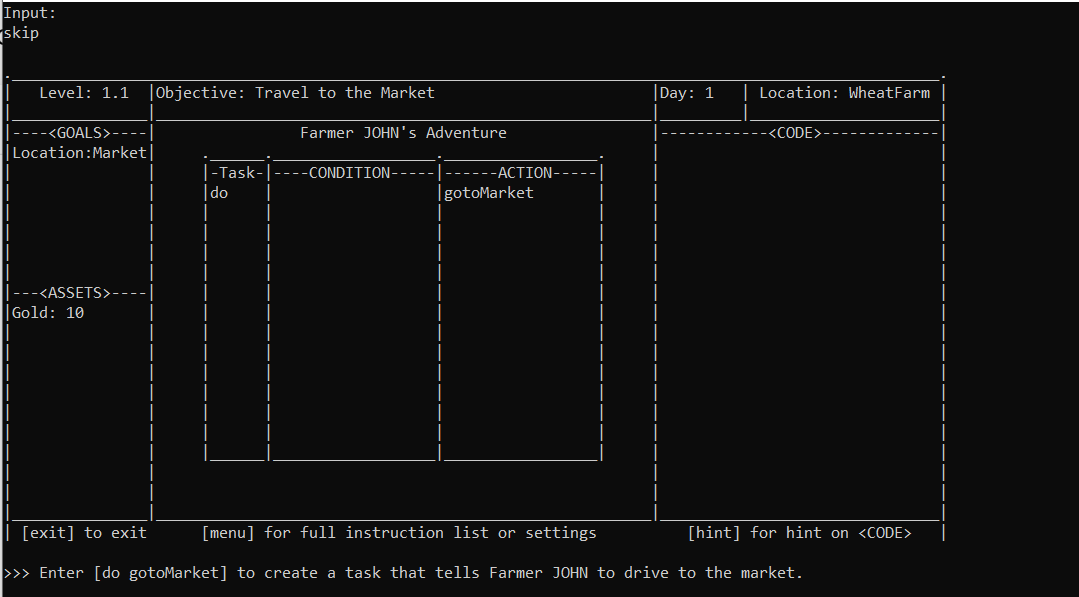 Input:
skip
Level: 1.1 |Objective: Travel to the Market |Day: 1 | Location: WheatFarm
----<GOALS>----| Farmer JOHN's Adventure |------------<CODE>-------------
Location:Market
-Task-|----CONDITION-----|------ACTION-----
do | |gotoMarket
---<ASSETS>----
Gold: 10
[exit] to exit [menu] for full instruction list or settings [hint] for hint on <CODE>
>>> Enter [do gotoMarket] to create a task that tells Farmer JOHN to drive to the market.